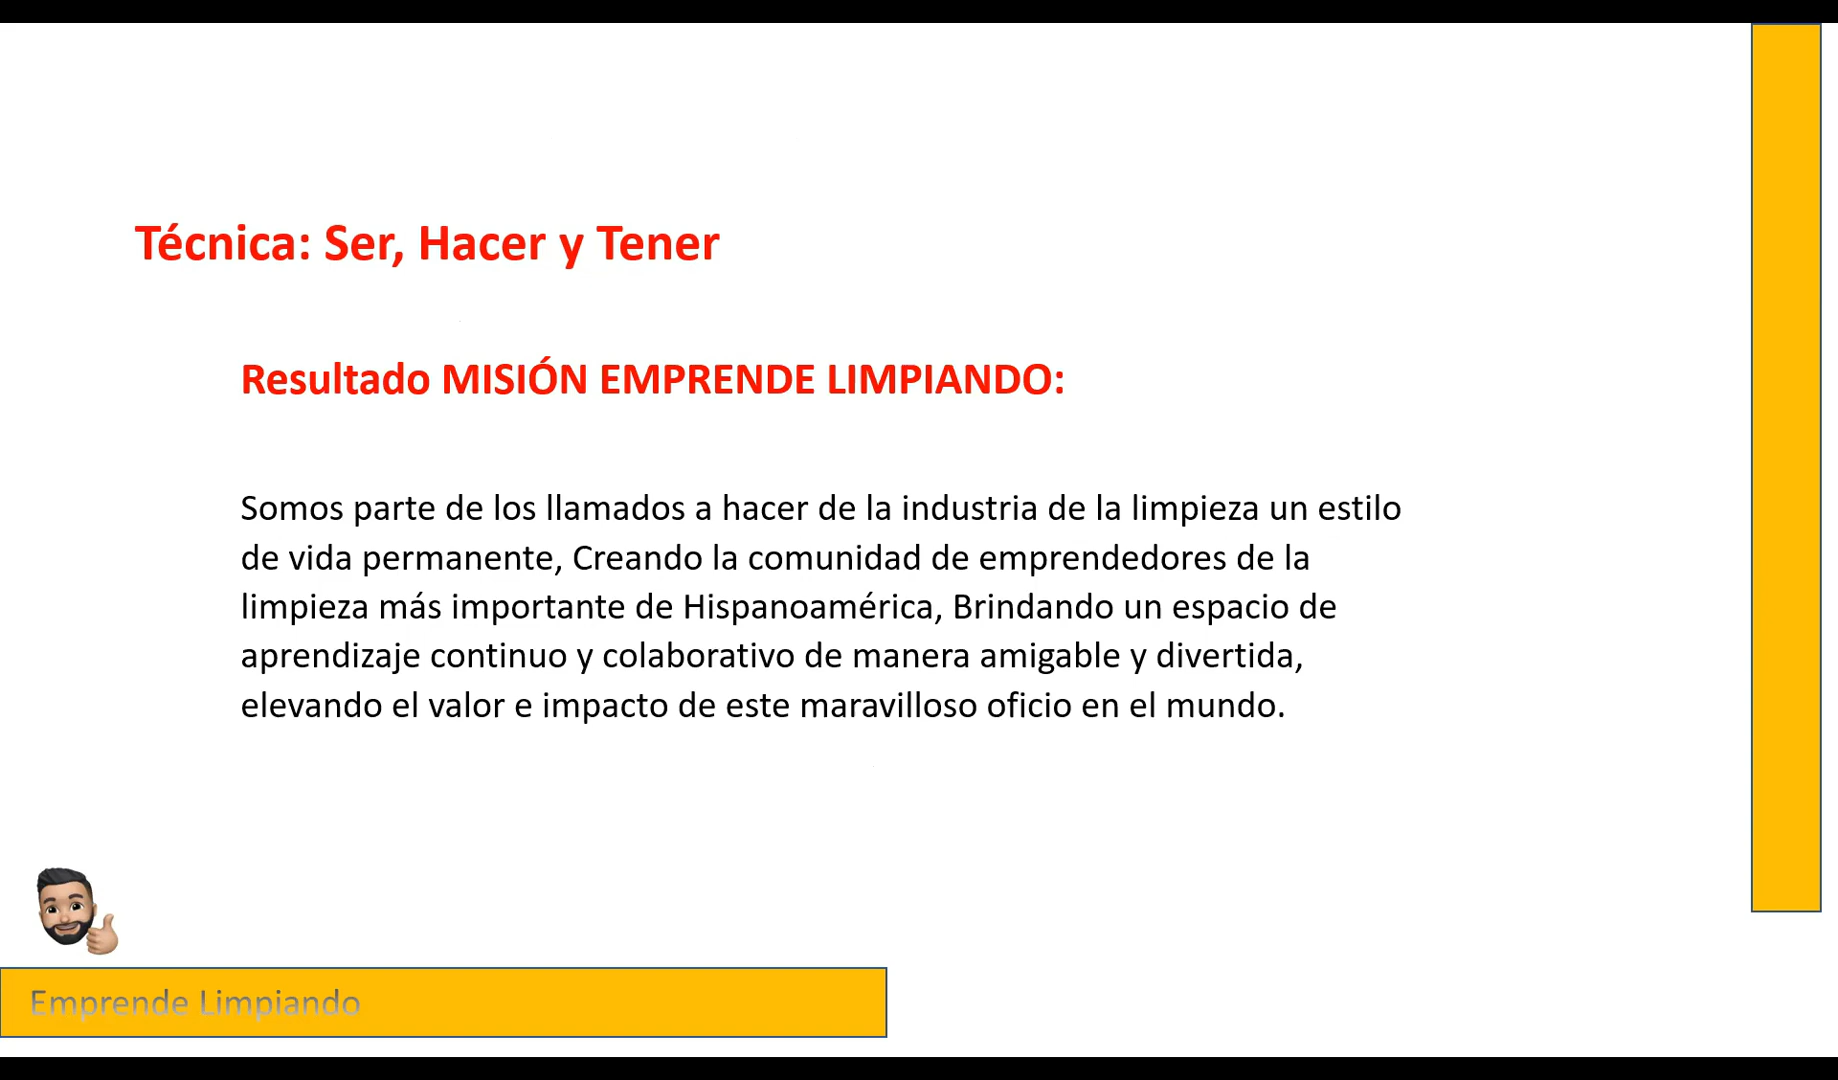 Técnica: Ser, Hacer y Tener
Resultado MISIÓN EMPRENDE LIMPIANDO:
Somos parte de los llamados a hacer de la industria de la limpieza un estilo
de vida permanente, Creando la comunidad de emprendedores de la
limpieza más importante de Hispanoamérica, Brindando un espacio de
aprendizaje continuo y colaborativo de manera amigable y divertida,
elevando el valor e impacto de este maravilloso oficio en el mundo.
Emprende Limpiando